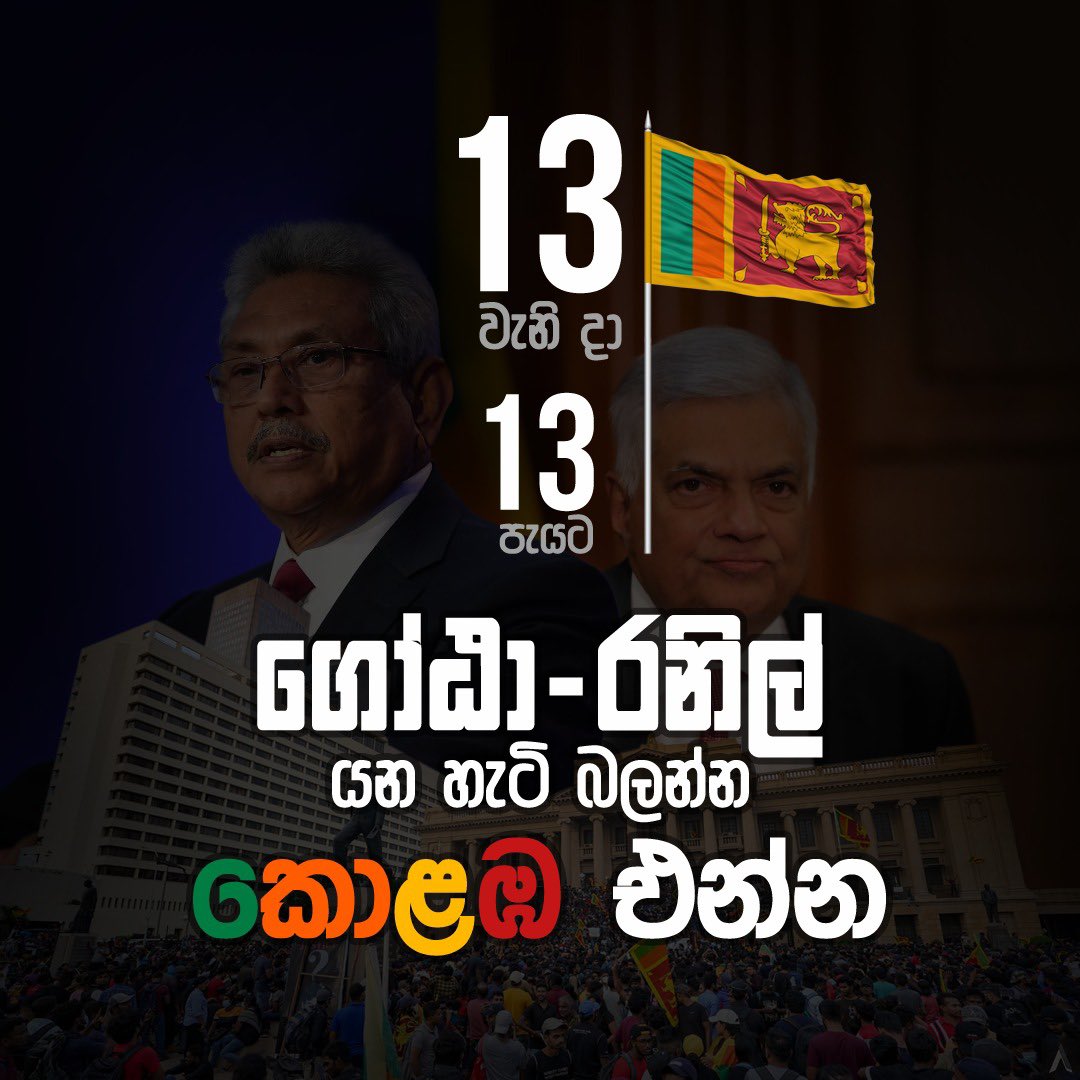 13
වැනි දා
13
පැයට
ගෝඨා - රනිල්
යන හැටි බලන්න
කොළඹ එන්න